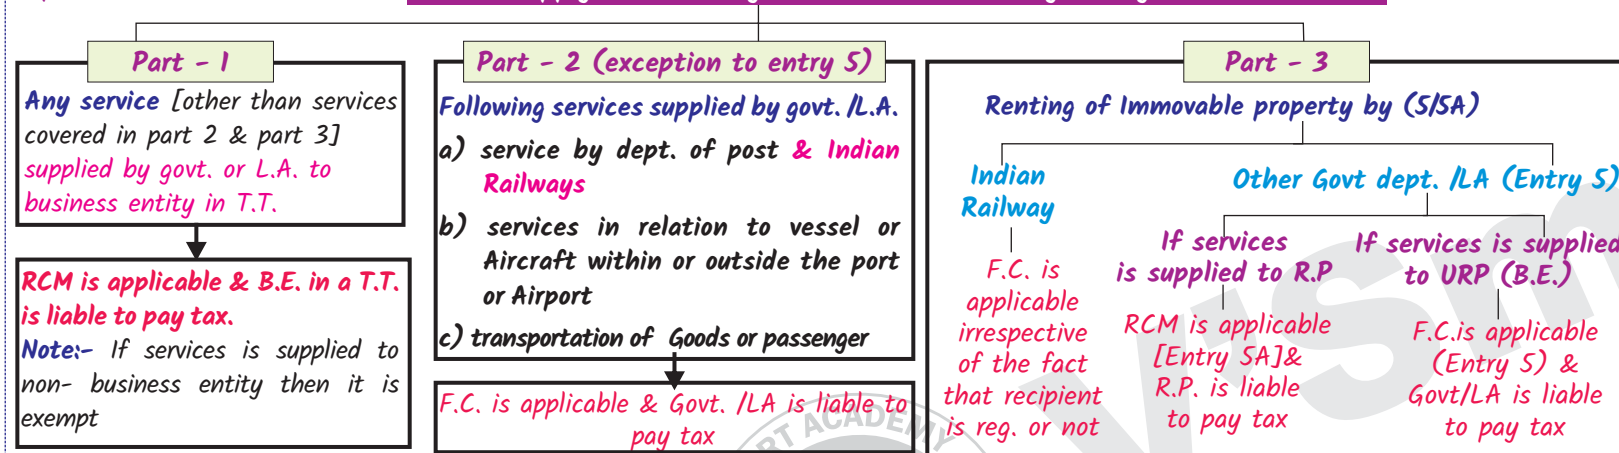 Part - 1
Any service [other than services
covered in part 2 & part 3]
supplied by govt. or L.A. to
business entity in T.T.
RCM is applicable & B.E. in a T.T.
is liable to pay tax.
Note:- If services is supplied to
non- business entity then it is
exempt
Part - 2 (exception to entry 5)
Following services supplied by govt. /L.A.
a) service by dept. of post & Indian
Railways
b) services in relation to vessel or
Aircraft within or outside the port
or Airport
c) transportation of Goods or passenger
F.C. is applicable & Govt. /LA is liable to
pay tax
Part - 3
Renting of Immovable property by (5/5A)
Indian
Railway
F.C. is
applicable
irrespective
of the fact
that recipient
is reg. or not
Other Govt dept. /LA (Entry 5)
If services
is supplied to R.P
RCM is applicable
[Entry 5A]&
R.P. is liable
to pay tax
If services is supplied
to URP (B.E.)
F.C.is applicable
(Entry 5) &
Govt/LA is liable
to pay tax
V'sm
RT ACADEMY